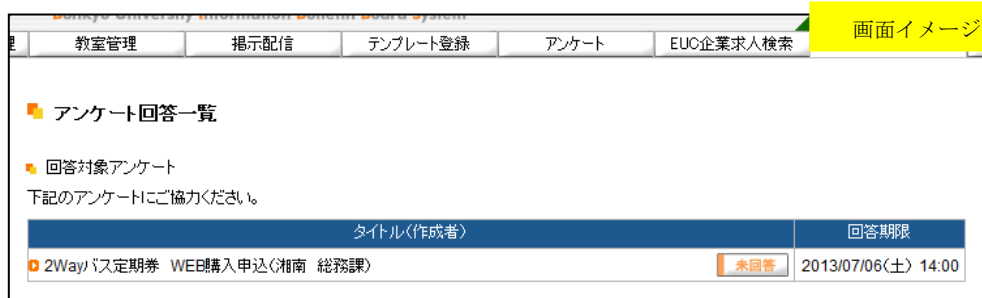 画面イメージ
教室管理 掲示配信 テンプレート登録 アンケート EUC企業求人検索
アンケート回答一覧
回答対象アンケート
下記のアンケートにご協力ください。
タイトル(作成者) 回答期限
2Wayバス定期券 WEB購入申込(湘南 総務課) 未回答 2013/07/06(土) 14:00